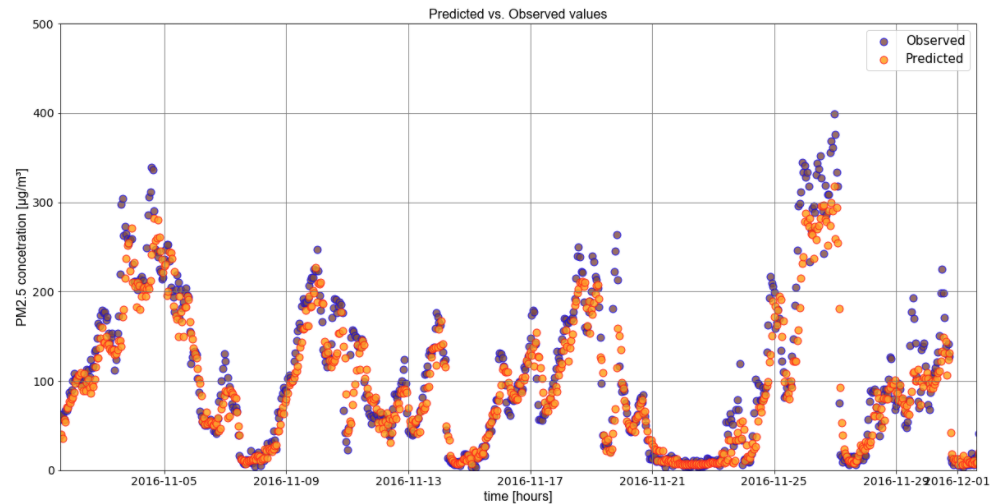 Predicted vs. Observed values
500
400
300
200
100
0
PM2.5 concetration [µg/m³]
Observed
Predicted
2016-11-05 2016-11-09 2016-11-13 2016-11-17 2016-11-21 2016-11-25 2016-11-29 2016-12-01
time [hours]